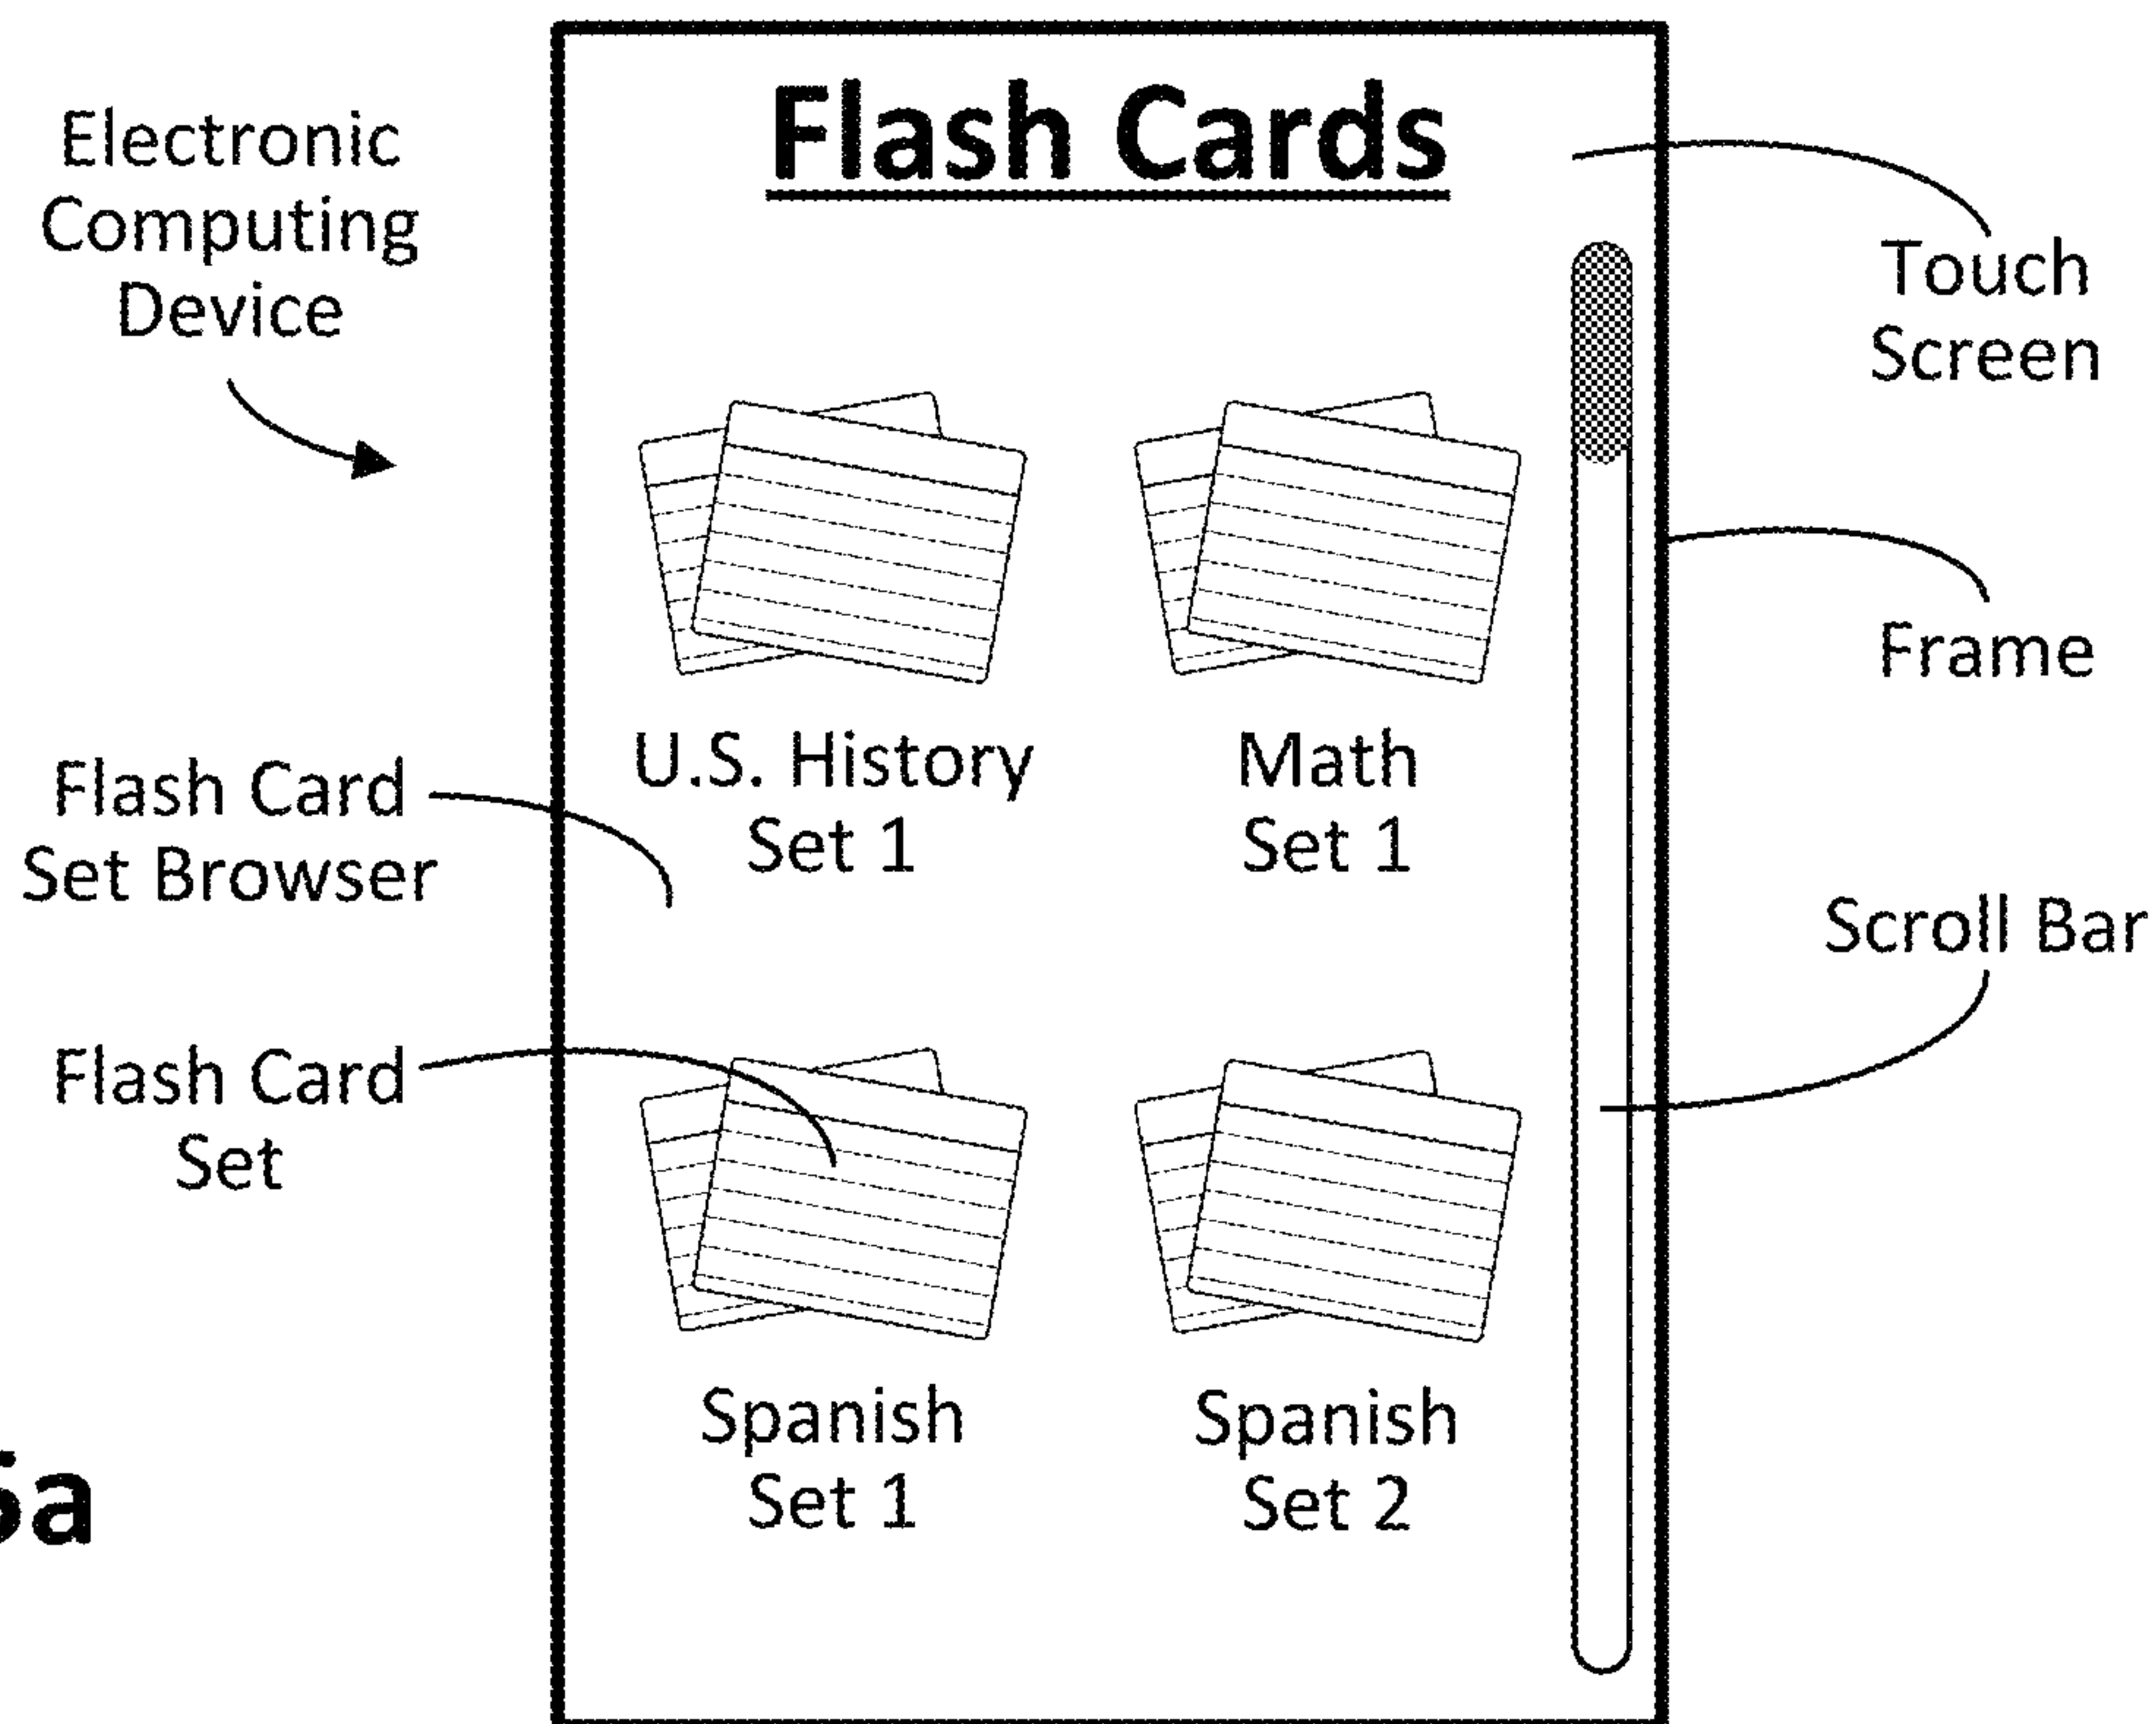 Flash Cards
Electronic
Computing
Device
Touch
Screen
Frame
U.S. History
Set 1
Math
Set 1
Flash Card
Set Browser
Scroll Bar
Flash Card
Set
Spanish
Set 1
Spanish
Set 2